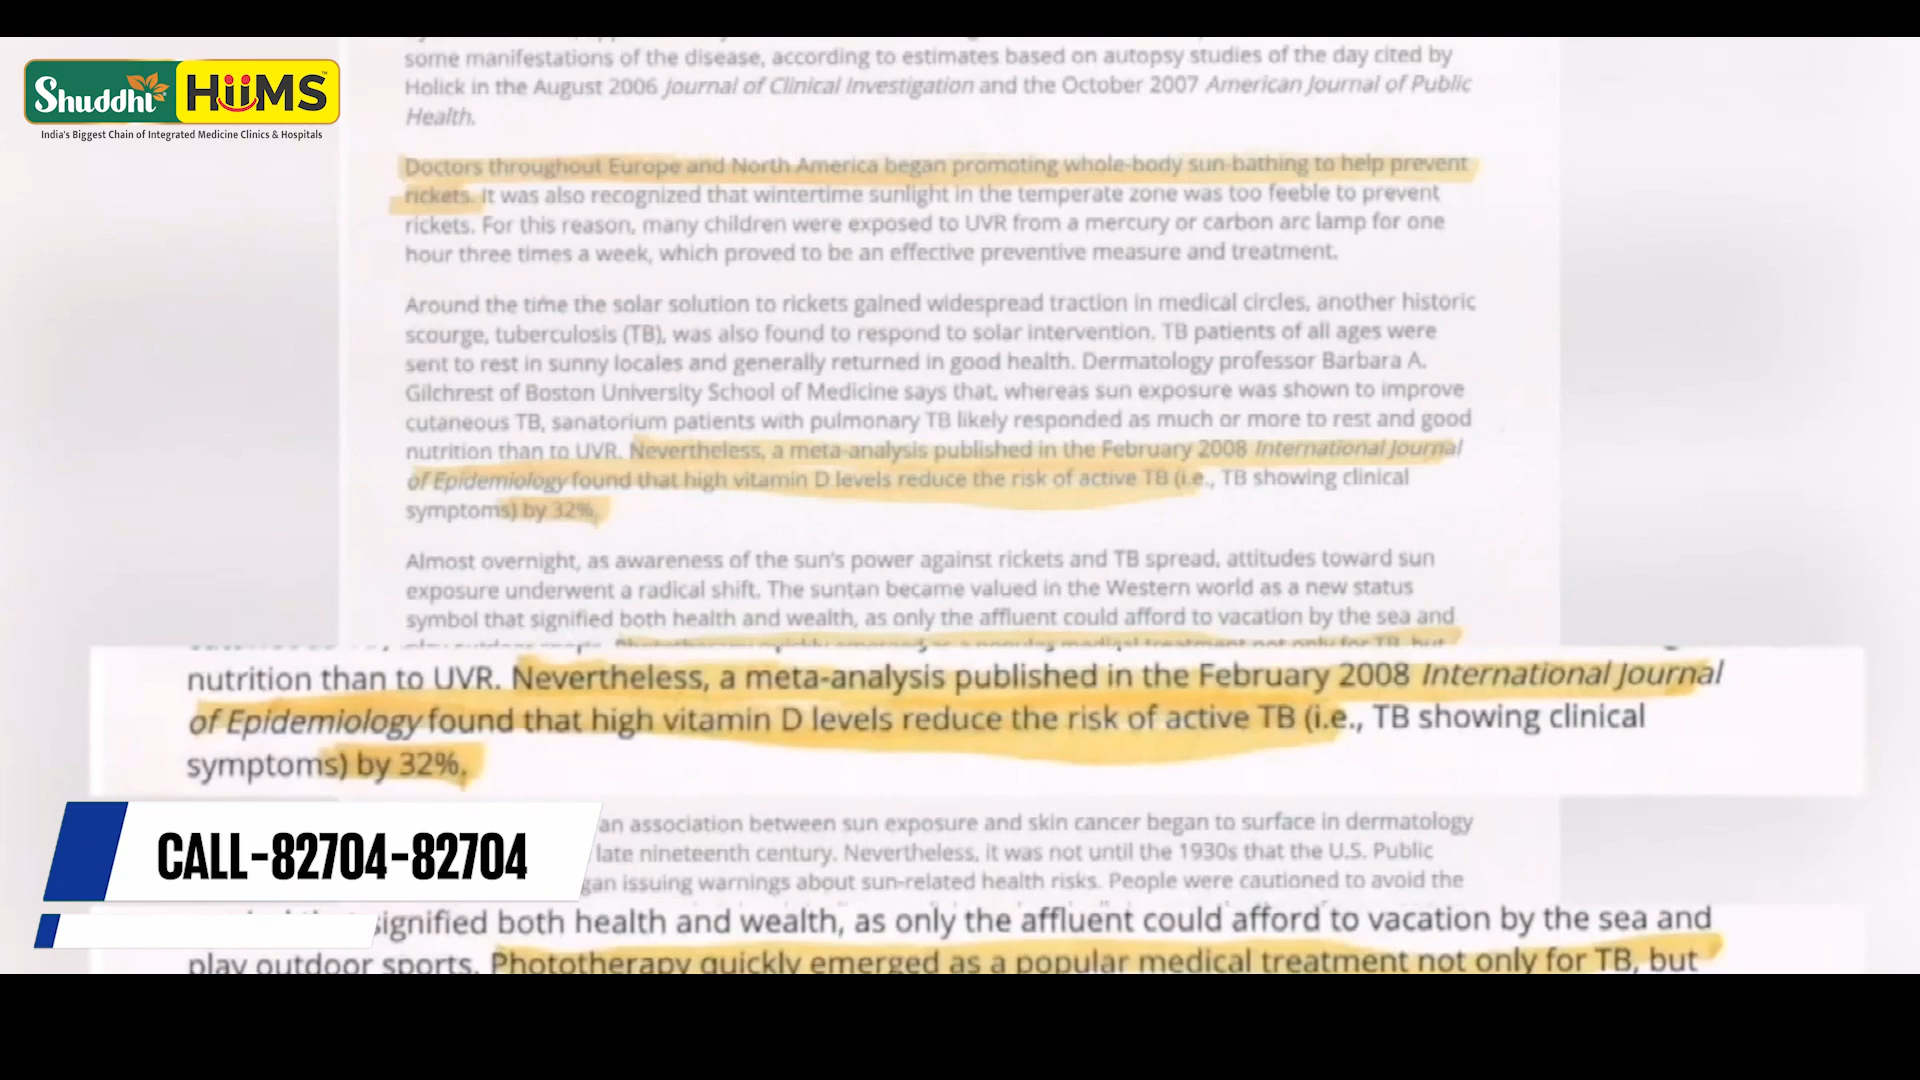 Shuddhi HiiMS
India's Biggest Chain of Integrated Medicine Clinics & Hospitals
some manifestations of the disease, according to estimates based on autopsy studies of the day cited by
Holick in the August 2006 Journal of Clinical Investigation and the October 2007 American Journal of Public
Health.
Doctors throughout Europe and North America began promoting whole-body sun-bathing to help prevent
rickets. It was also recognized that wintertime sunlight in the temperate zone was too feeble to prevent
rickets. For this reason, many children were exposed to UVR from a mercury or carbon arc lamp for one
hour three times a week, which proved to be an effective preventive measure and treatment.
Around the time the solar solution to rickets gained widespread traction in medical circles, another historic
scourge, tuberculosis (TB), was also found to respond to solar intervention. TB patients of all ages were
sent to rest in sunny locales and generally returned in good health. Dermatology professor Barbara A.
Gilchrest of Boston University School of Medicine says that, whereas sun exposure was shown to improve
cutaneous TB, sanatorium patients with pulmonary TB likely responded as much or more to rest and good
nutrition than to UVR. Nevertheless, a meta-analysis published in the February 2008 International Journal
of Epidemiology found that high vitamin D levels reduce the risk of active TB (i.e., TB showing clinical
symptoms) by 32%.
Almost overnight, as awareness of the sun's power against rickets and TB spread, attitudes toward sun
exposure underwent a radical shift. The suntan became valued in the Western world as a new status
symbol that signified both health and wealth, as only the affluent could afford to vacation by the sea and
nutrition than to UVR. Nevertheless, a meta-analysis published in the February 2008 International Journal
of Epidemiology found that high vitamin D levels reduce the risk of active TB (i.e., TB showing clinical
symptoms) by 32%.
an association between sun exposure and skin cancer began to surface in dermatology
late nineteenth century. Nevertheless, it was not until the 1930s that the U.S. Public
issuing warnings about sun-related health risks. People were cautioned to avoid the
CALL-82704-82704
signified both health and wealth, as only the affluent could afford to vacation by the sea and
play outdoor sports. Phototherapy quickly emerged as a popular medical treatment not only for TB, but